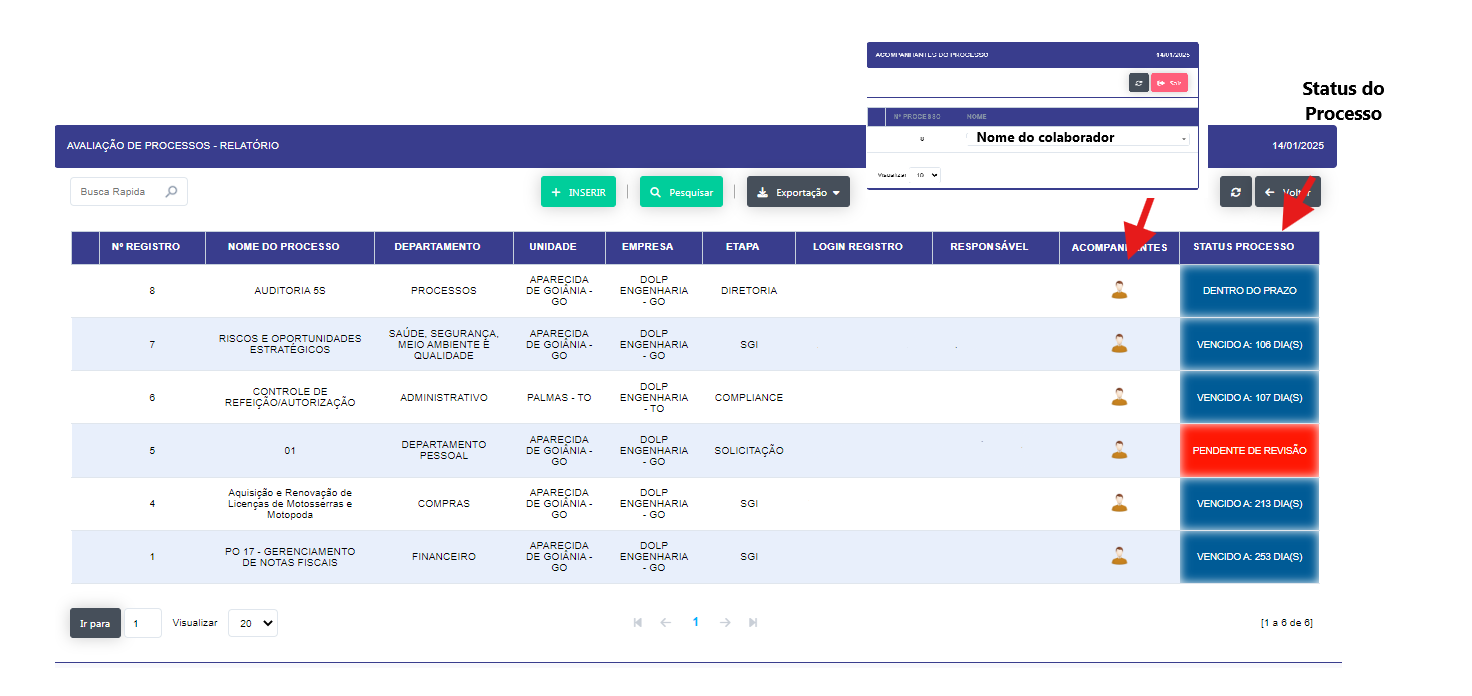 ACOMPANHANTES DO PROCESSO 14/01/2025
Sair
Nº PROCESSO NOME
8 Nome do colaborador
Visualizar 10
Status do
Processo
AVALIAÇÃO DE PROCESSOS - RELATÓRIO 14/01/2025
Busca Rapida + INSERIR Pesquisar Exportação Voltar
Nº REGISTRO NOME DO PROCESSO DEPARTAMENTO UNIDADE EMPRESA ETAPA LOGIN REGISTRO RESPONSÁVEL ACOMPANHANTES STATUS PROCESSO
8 AUDITORIA 5S PROCESSOS APARECIDA DE GOIÂNIA - GO DOLP ENGENHARIA - GO DIRETORIA DENTRO DO PRAZO
7 RISCOS E OPORTUNIDADES ESTRATÉGICOS SAÚDE, SEGURANÇA, MEIO AMBIENTE E QUALIDADE APARECIDA DE GOIÂNIA - GO DOLP ENGENHARIA - GO SGI VENCIDO A: 106 DIA(S)
6 CONTROLE DE REFEIÇÃO/AUTORIZAÇÃO ADMINISTRATIVO PALMAS - TO DOLP ENGENHARIA - TO COMPLIANCE VENCIDO A: 107 DIA(S)
5 01 DEPARTAMENTO PESSOAL APARECIDA DE GOIÂNIA - GO DOLP ENGENHARIA - GO SOLICITAÇÃO PENDENTE DE REVISÃO
4 Aquisição e Renovação de Licenças de Motosserras e Motopoda COMPRAS APARECIDA DE GOIÂNIA - GO DOLP ENGENHARIA - GO SGI VENCIDO A: 213 DIA(S)
1 PO 17 - GERENCIAMENTO DE NOTAS FISCAIS FINANCEIRO APARECIDA DE GOIÂNIA - GO DOLP ENGENHARIA - GO SGI VENCIDO A: 253 DIA(S)
Ir para 1 Visualizar 20 1 [1 a 6 de 6]